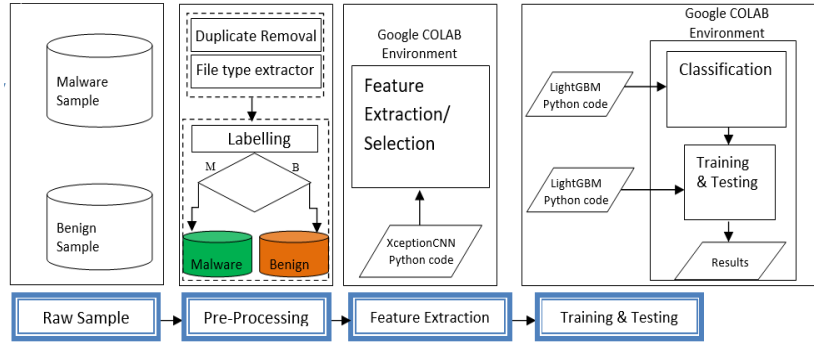 Malware
Sample
Benign
Sample
Duplicate Removal
File type extractor
Labelling
M
B
Malware
Benign
Google COLAB
Environment
Feature
Extraction/
Selection
XceptionCNN
Python code
Google COLAB
Environment
LightGBM
Python code
Classification
LightGBM
Python code
Training
& Testing
Results
Raw Sample
Pre-Processing
Feature Extraction
Training & Testing